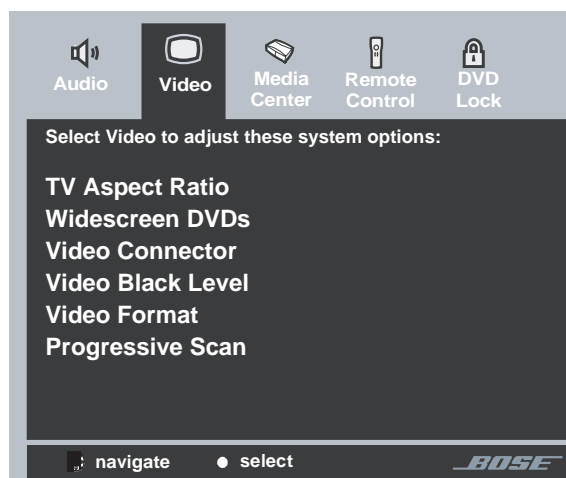 Audio
Video
Media
Center
Remote
Control
DVD
Lock
Select Video to adjust these system options:
TV Aspect Ratio
Widescreen DVDs
Video Connector
Video Black Level
Video Format
Progressive Scan
navigate select
BOSE